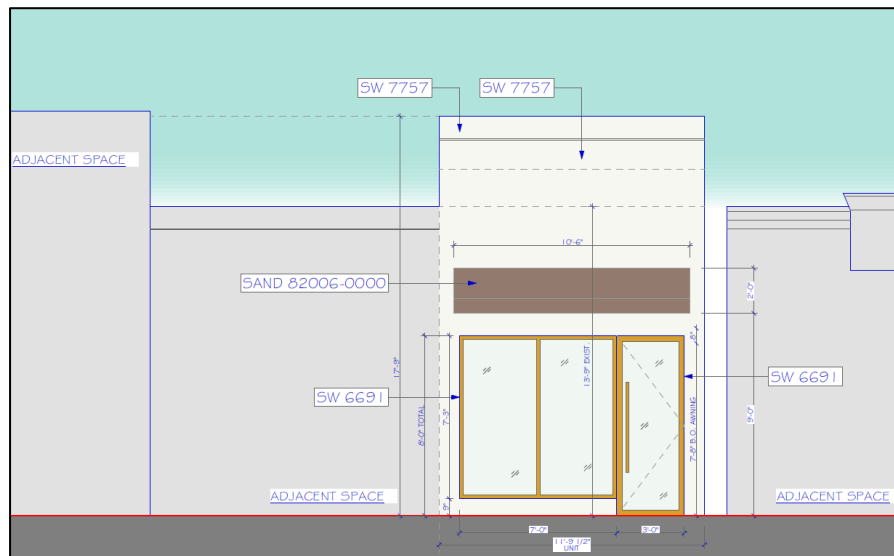 SW 7757
SW 7757
ADJACENT SPACE
10'-6"
SAND 82006-0000
2'-0"
17'-9"
13'-9" EXIST.
8"
SW 6691
SW 6691
8'-0" TOTAL
7'-3"
7'-8" B.O. AWNING
9'-0"
ADJACENT SPACE
ADJACENT SPACE
9"
7'-0"
3'-0"
11'-9 1/2"
UNIT